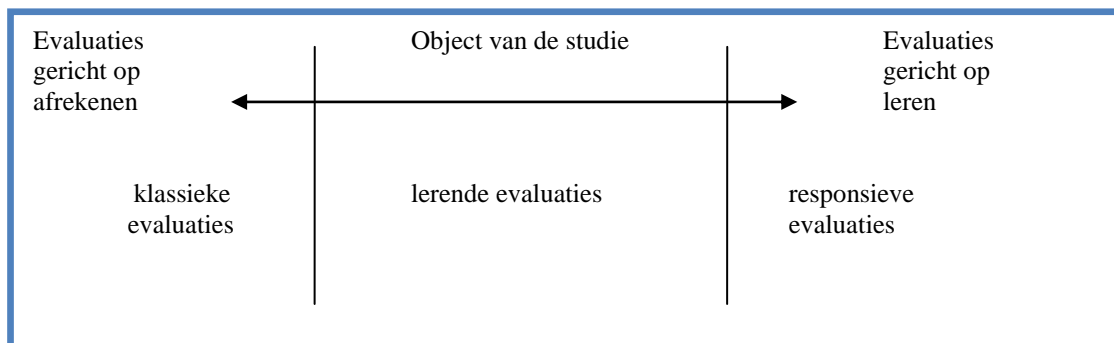 Evaluaties
gericht op
afrekenen
Object van de studie
Evaluaties
gericht op
leren
klassieke
evaluaties
lerende evaluaties
responsieve
evaluaties